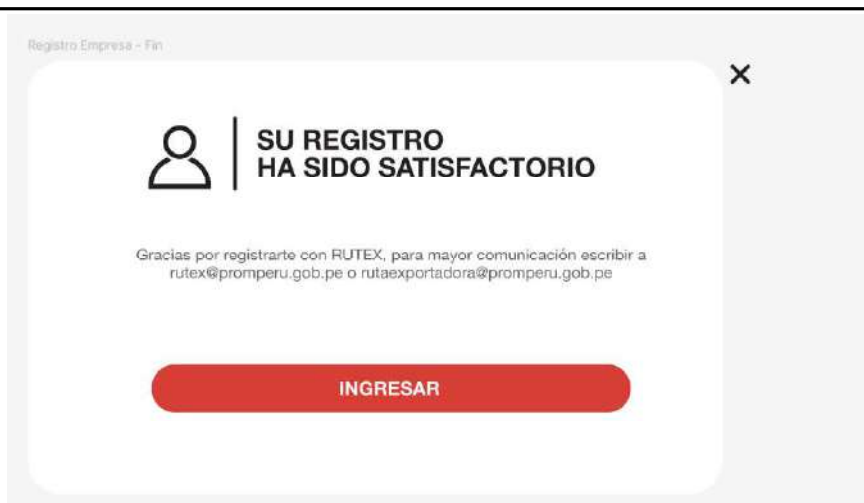 Registro Empresa - Fin
SU REGISTRO
HA SIDO SATISFACTORIO
Gracias por registrarte con RUTEX, para mayor comunicación escribir a
rutex@promperu.gob.pe o rutaexportadora@promperu.gob.pe
INGRESAR